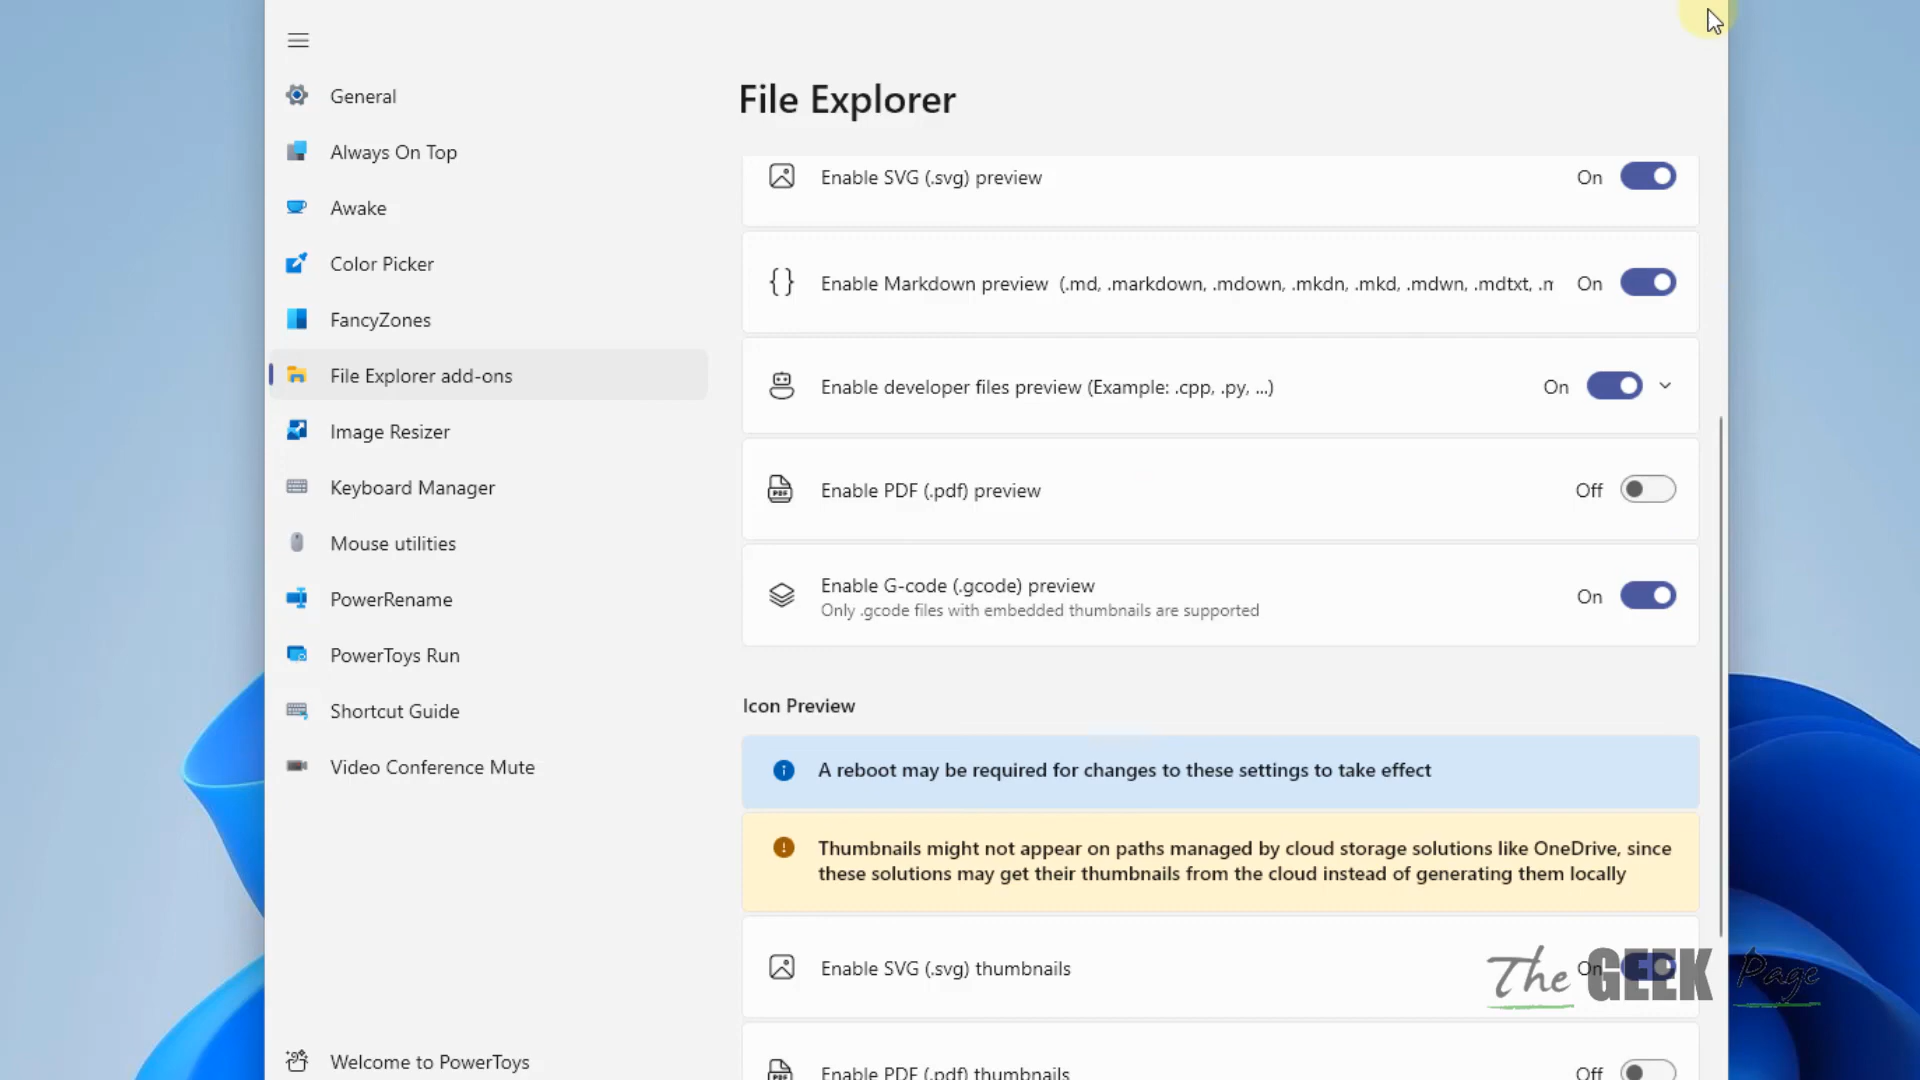 General
Always On Top
Awake
Color Picker
FancyZones
File Explorer add-ons
Image Resizer
Keyboard Manager
Mouse utilities
PowerRename
PowerToys Run
Shortcut Guide
Video Conference Mute
Welcome to PowerToys
File Explorer
Enable SVG (.svg) preview On
Enable Markdown preview (.md, .markdown, .mdown, .mkdn, .mkd, .mdwn, .mdtxt, .m On
Enable developer files preview (Example: .cpp, .py, ...) On
Enable PDF (.pdf) preview Off
Enable G-code (.gcode) preview
Only .gcode files with embedded thumbnails are supported
On
Icon Preview
A reboot may be required for changes to these settings to take effect
Thumbnails might not appear on paths managed by cloud storage solutions like OneDrive, since
these solutions may get their thumbnails from the cloud instead of generating them locally
Enable SVG (.svg) thumbnails On
The GEEK Page
Enable PDF (.pdf) thumbnails Off